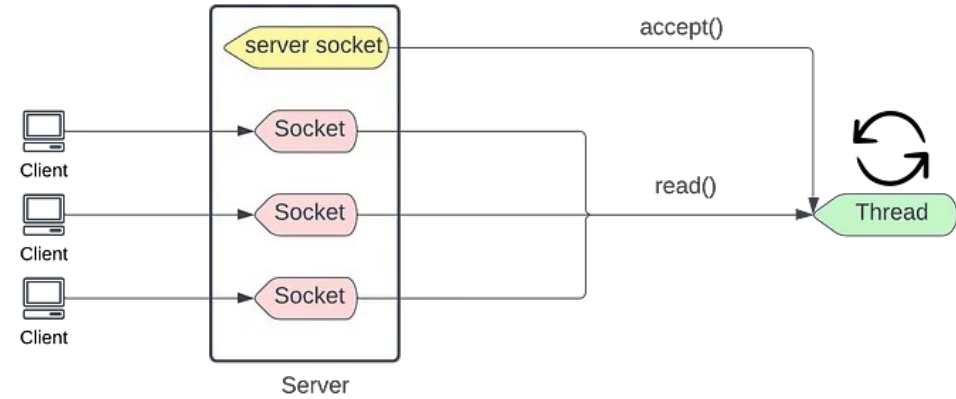 server socket
accept()
Client
Socket
Client
Socket
read()
Thread
Client
Socket
Server